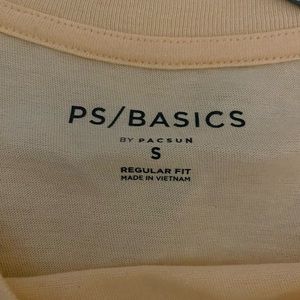 PS/BASICS
BY PACSUN
S
REGULAR FIT
MADE IN VIETNAM